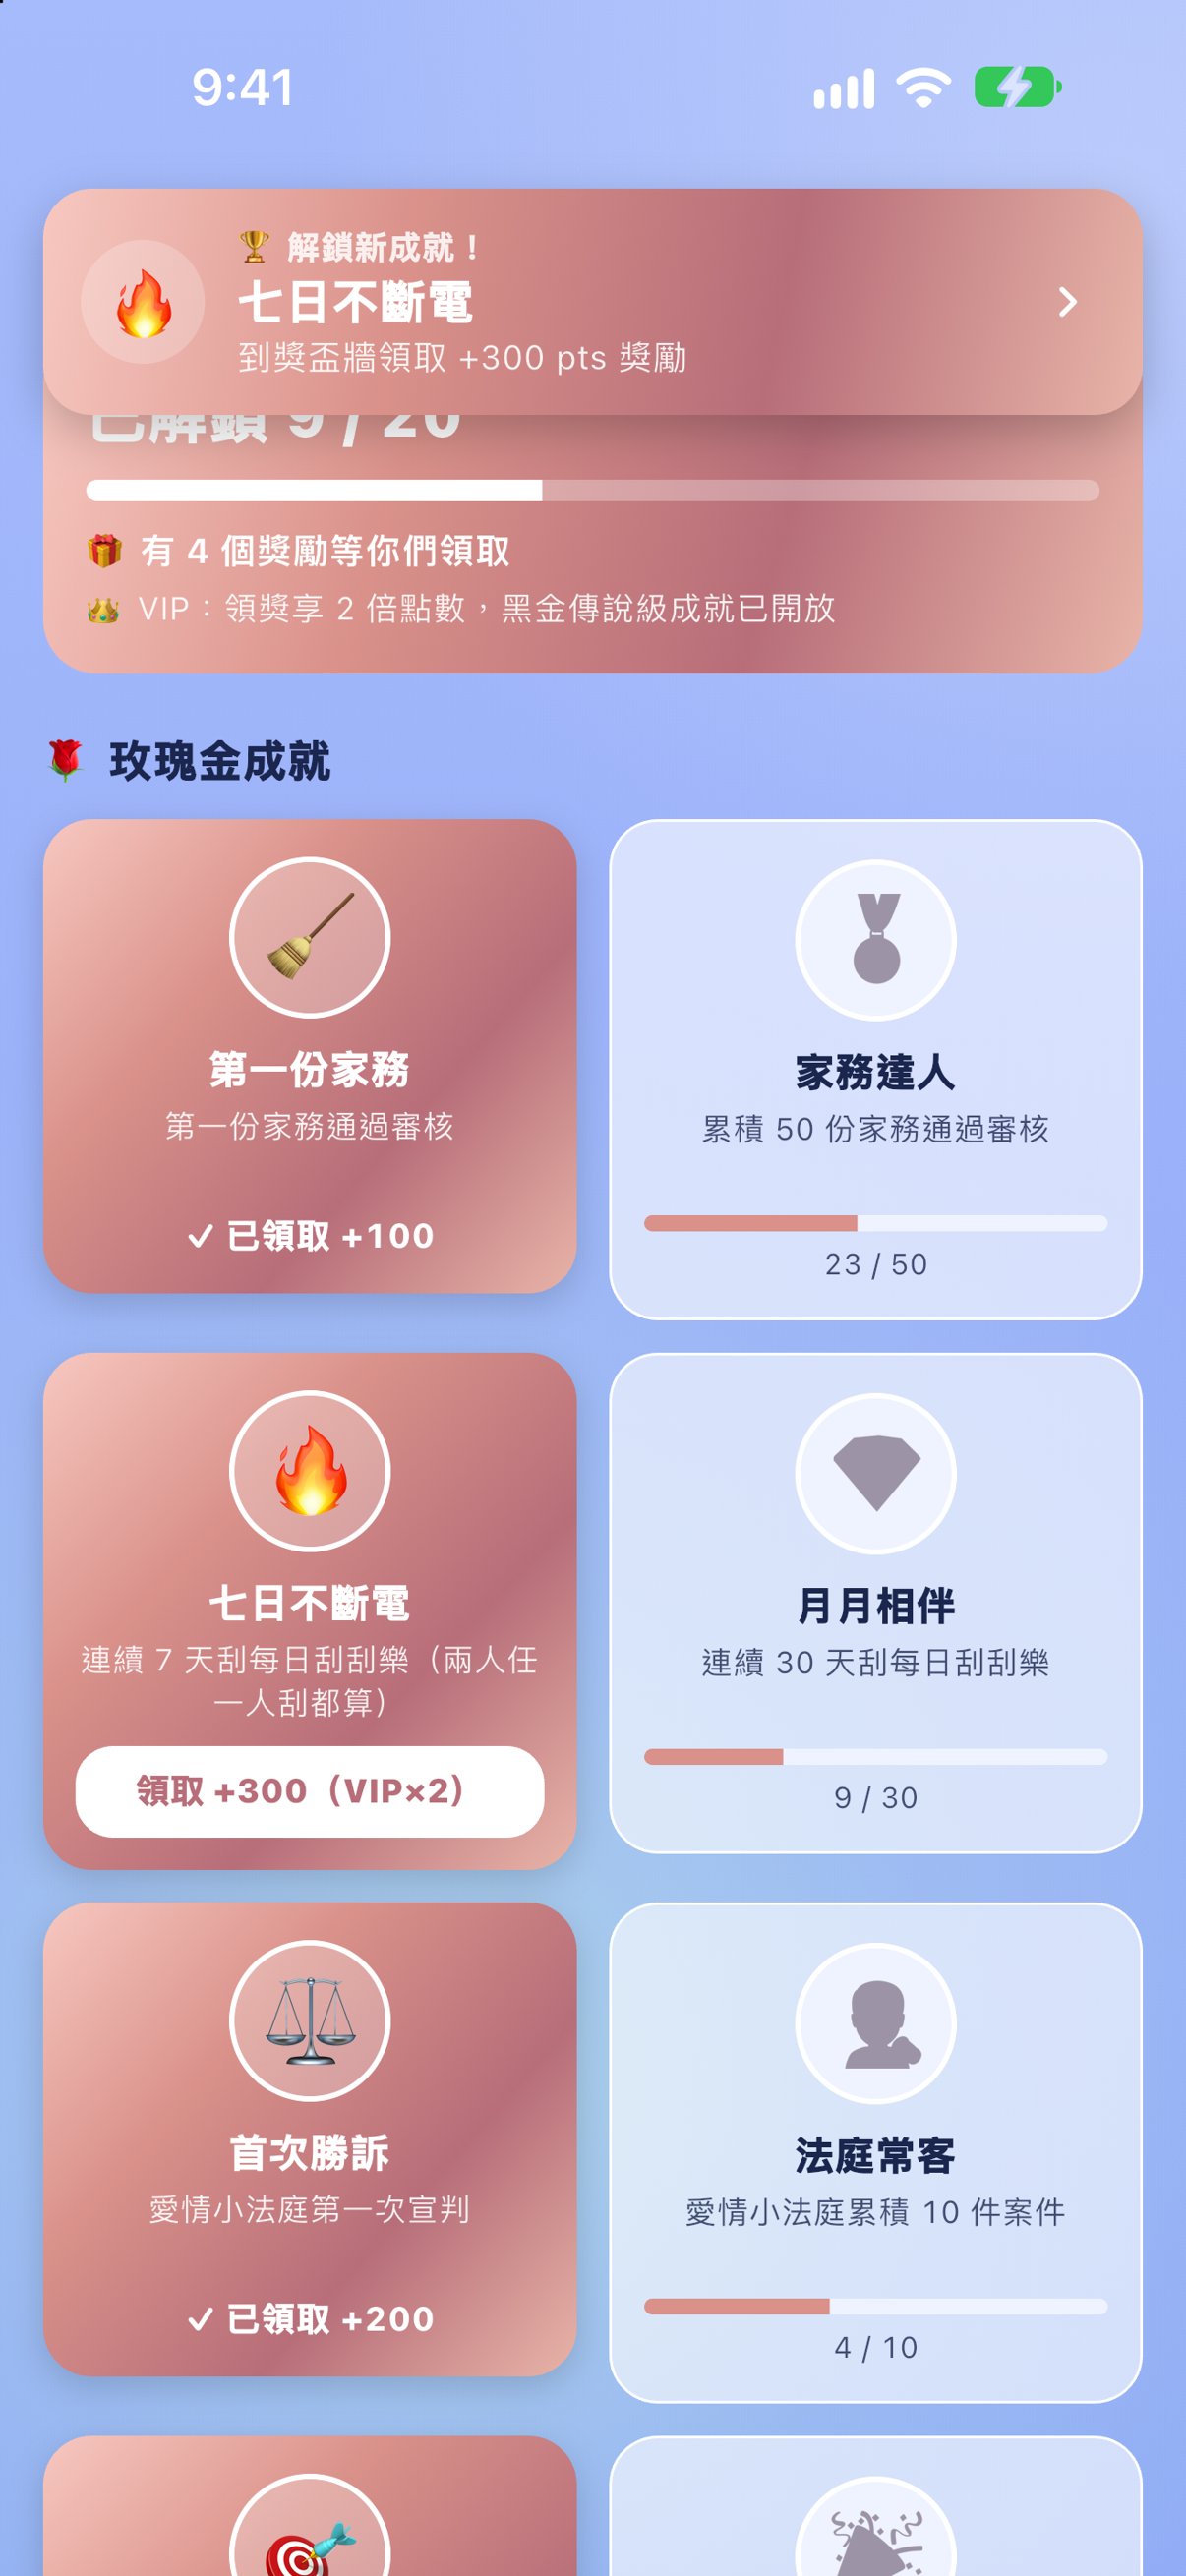 9:41
🏆 解鎖新成就！
七日不斷電
到獎盃牆領取 +300 pts 獎勵
已解鎖 9 / 20
🎁 有 4 個獎勵等你們領取
👑 VIP：領獎享 2 倍點數，黑金傳說級成就已開放
🌹 玫瑰金成就
第一份家務
第一份家務通過審核
✓ 已領取 +100
家務達人
累積 50 份家務通過審核
23 / 50
七日不斷電
連續 7 天刮每日刮刮樂（兩人任
一人刮都算）
領取 +300（VIP×2）
月月相伴
連續 30 天刮每日刮刮樂
9 / 30
首次勝訴
愛情小法庭第一次宣判
✓ 已領取 +200
法庭常客
愛情小法庭累積 10 件案件
4 / 10